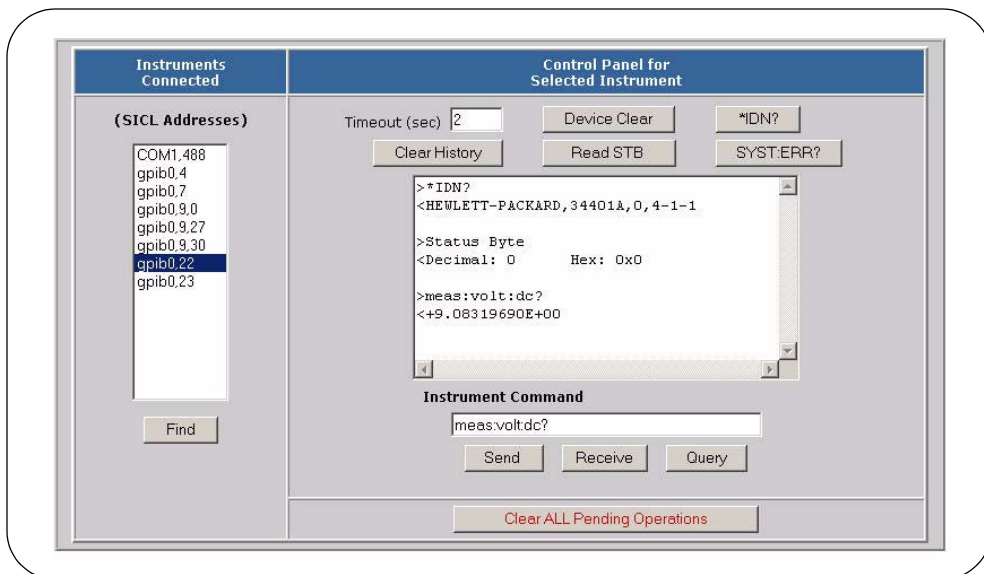 Instruments
Connected
(SICL Addresses)
COM1,488
gpib0,4
gpib0,7
gpib0,9,0
gpib0,9,27
gpib0,9,30
gpib0,22
gpib0,23
Find
Control Panel for
Selected Instrument
Timeout (sec) 2 Device Clear *IDN?
Clear History Read STB SYST:ERR?
>*IDN?
<HEWLETT-PACKARD,34401A,0,4-1-1
>Status Byte
<Decimal: 0 Hex: 0x0
>meas:volt:dc?
<+9.08319690E+00
Instrument Command
meas:volt:dc?
Send Receive Query
Clear ALL Pending Operations